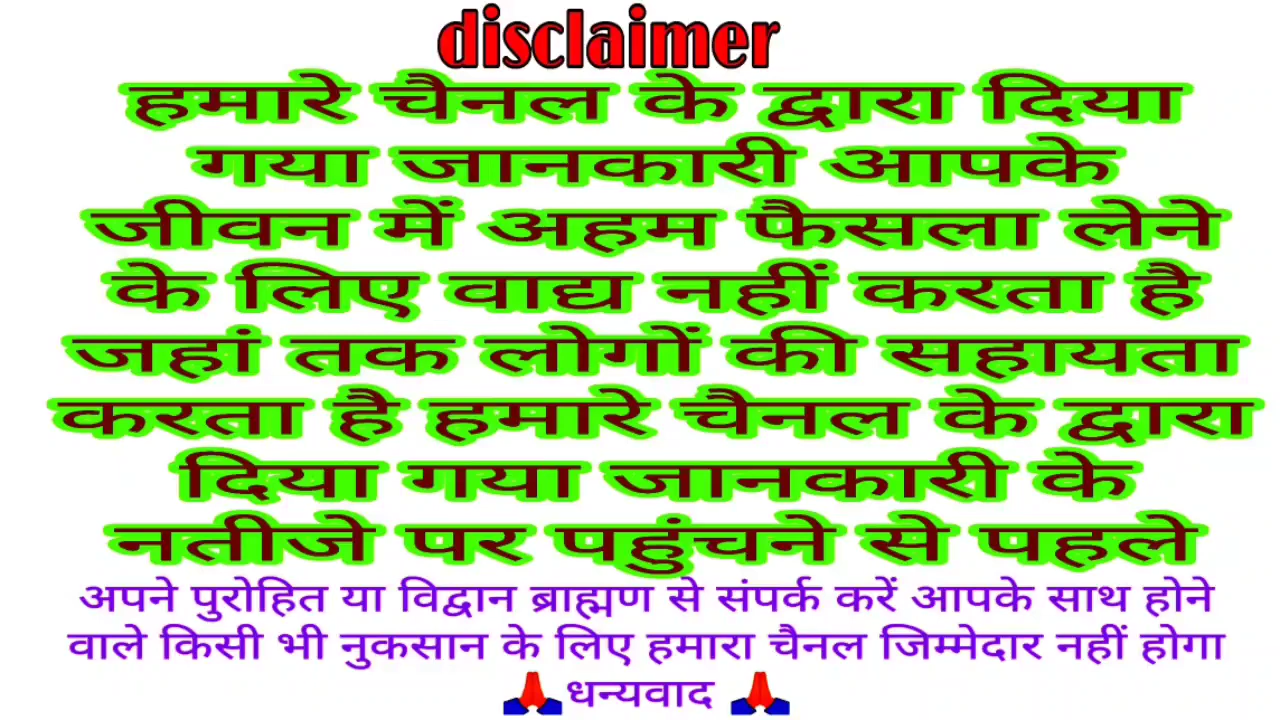 disclaimer
हमारे चैनल के द्वारा दिया
गया जानकारी आपके
जीवन में अहम फैसला लेने
के लिए वाद्य नहीं करता है
जहां तक लोगों की सहायता
करता है हमारे चैनल के द्वारा
दिया गया जानकारी के
नतीजे पर पहुंचने से पहले
अपने पुरोहित या विद्वान ब्राह्मण से संपर्क करें आपके साथ होने
वाले किसी भी नुकसान के लिए हमारा चैनल जिम्मेदार नहीं होगा
🙏धन्यवाद 🙏